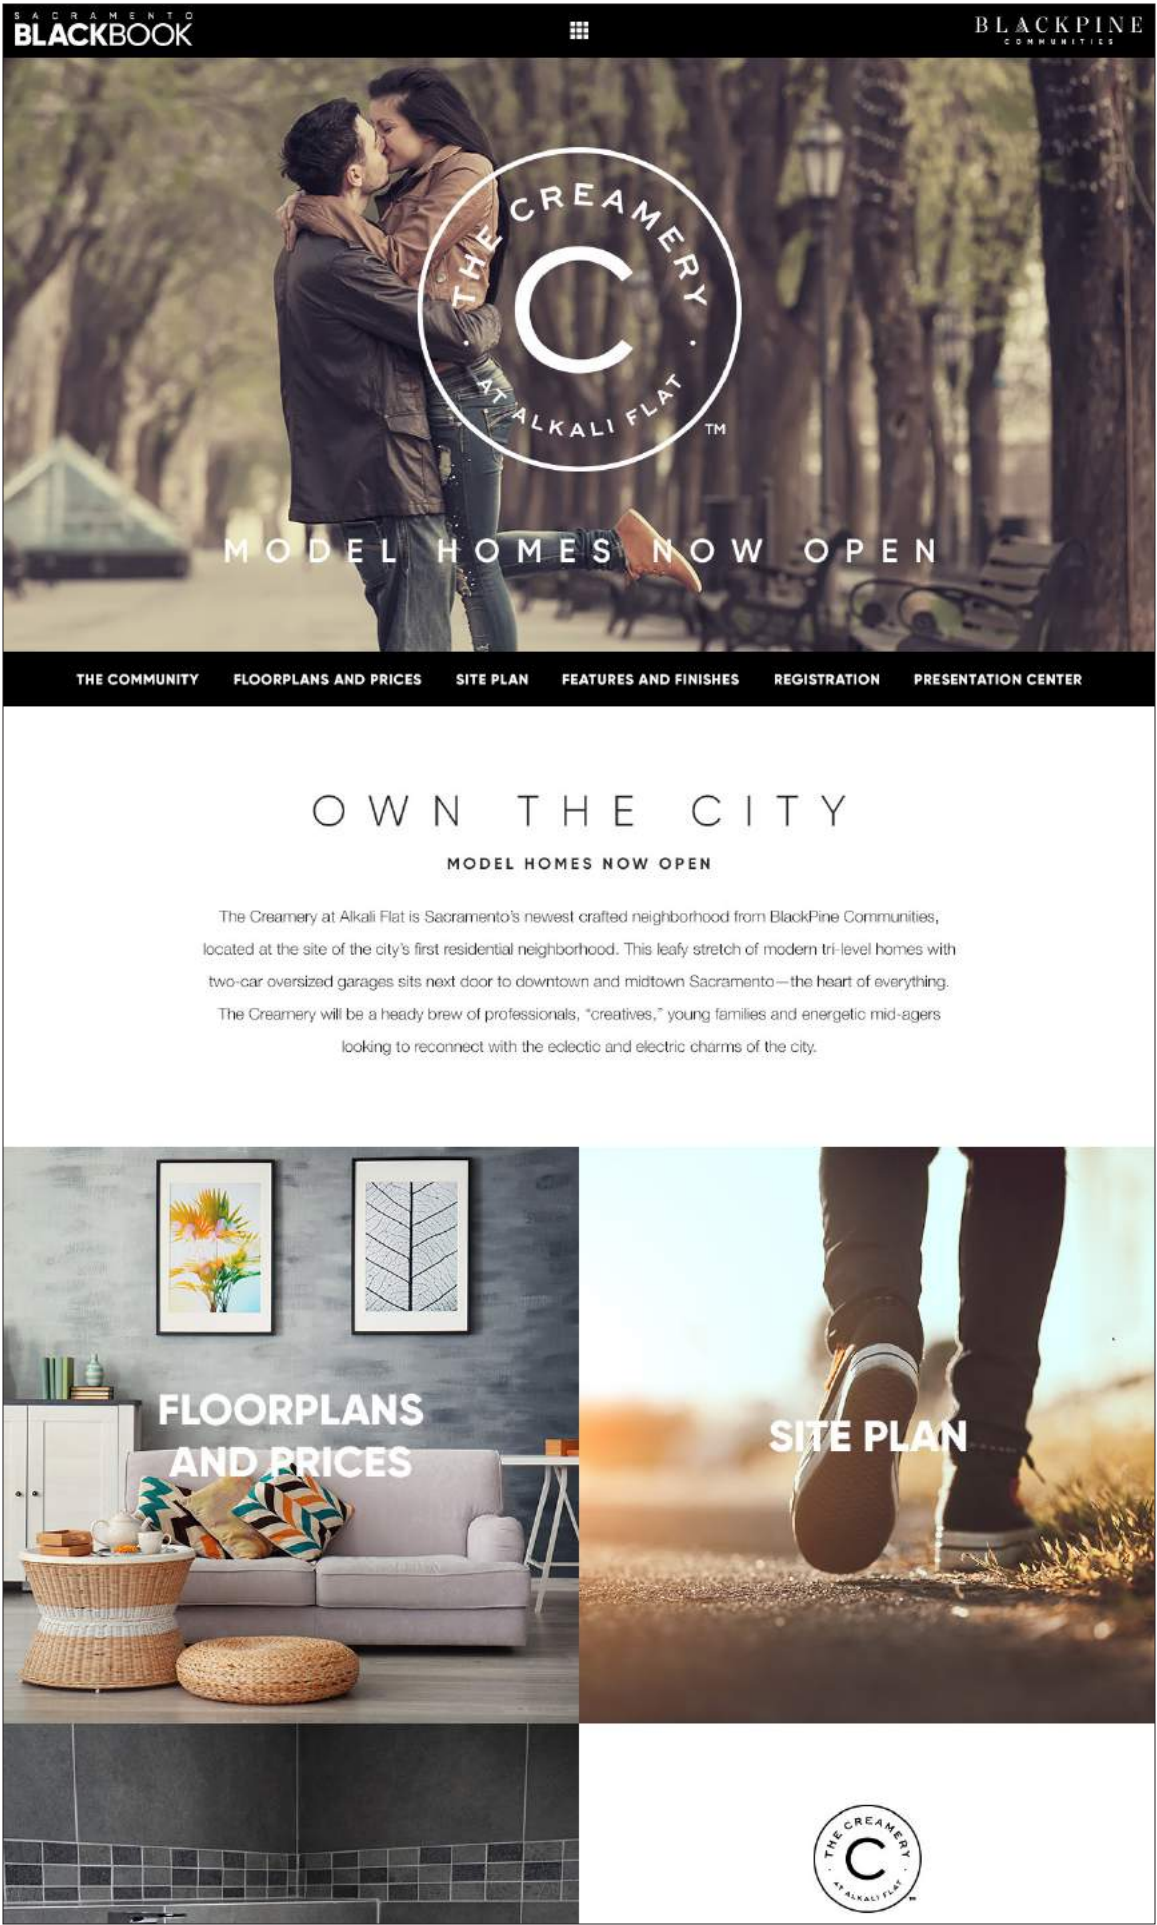 SACRAMENTO
BLACKBOOK
BLACKPINE
COMMUNITIES
· THE CREAMERY ·
C
AT ALKALI FLAT
TM
MODEL HOMES NOW OPEN
THE COMMUNITY FLOORPLANS AND PRICES SITE PLAN FEATURES AND FINISHES REGISTRATION PRESENTATION CENTER
OWN THE CITY
MODEL HOMES NOW OPEN
The Creamery at Alkali Flat is Sacramento's newest crafted neighborhood from BlackPine Communities,
located at the site of the city's first residential neighborhood. This leafy stretch of modern tri-level homes with
two-car oversized garages sits next door to downtown and midtown Sacramento—the heart of everything.
The Creamery will be a heady brew of professionals, "creatives," young families and energetic mid-agers
looking to reconnect with the eclectic and electric charms of the city.
FLOORPLANS
AND PRICES
SITE PLAN
· THE CREAMERY ·
C
AT ALKALI FLAT
TM